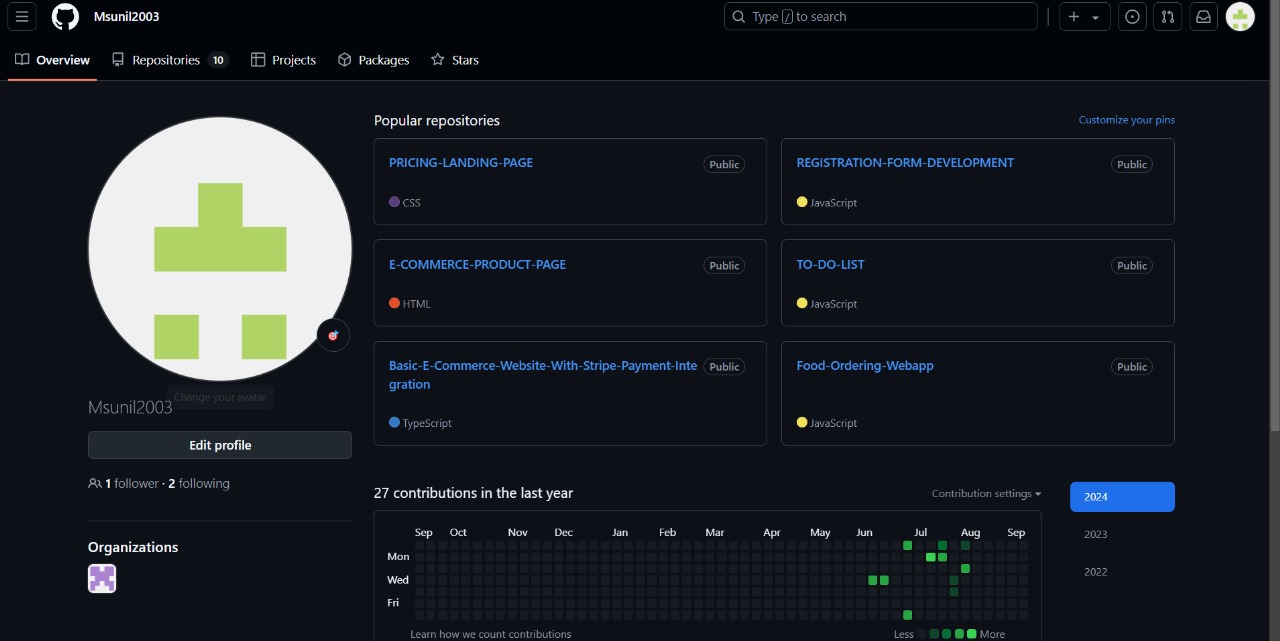 Msunil2003
Type / to search
Overview
Repositories 10
Projects
Packages
Stars
Change your avatar
Msunil2003
Edit profile
1 follower · 2 following
Organizations
Popular repositories
Customize your pins
PRICING-LANDING-PAGE
Public
CSS
REGISTRATION-FORM-DEVELOPMENT
Public
JavaScript
E-COMMERCE-PRODUCT-PAGE
Public
HTML
TO-DO-LIST
Public
JavaScript
Basic-E-Commerce-Website-With-Stripe-Payment-Inte
gration
Public
TypeScript
Food-Ordering-Webapp
Public
JavaScript
27 contributions in the last year
Contribution settings
Sep Oct Nov Dec Jan Feb Mar Apr May Jun Jul Aug Sep
Mon
Wed
Fri
Learn how we count contributions
Less More
2024
2023
2022